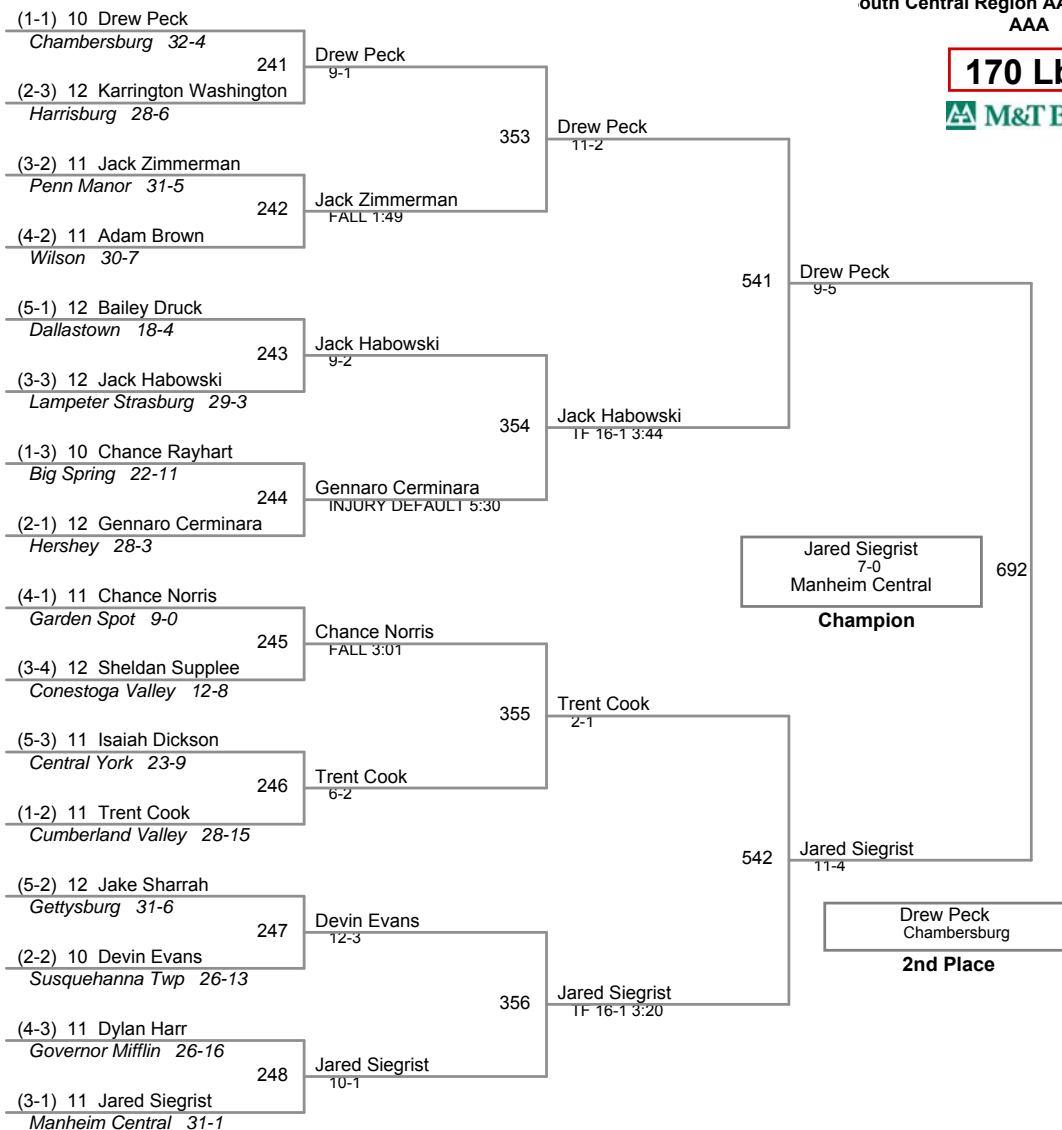 South Central Region
AAA
170
M&T
(1-1) 10 Drew Peck
Chambersburg 32-4
241
Drew Peck
9-1
(2-3) 12 Karrington Washington
Harrisburg 28-6
353
Drew Peck
11-2
(3-2) 11 Jack Zimmerman
Penn Manor 31-5
242
Jack Zimmerman
FALL 1:49
(4-2) 11 Adam Brown
Wilson 30-7
541
Drew Peck
9-5
(5-1) 12 Bailey Druck
Dallastown 18-4
243
Jack Habowski
9-2
(3-3) 12 Jack Habowski
Lampeter Strasburg 29-3
354
Jack Habowski
TF 16-1 3:44
(1-3) 10 Chance Rayhart
Big Spring 22-11
244
Gennaro Cerminara
INJURY DEFAULT 5:30
(2-1) 12 Gennaro Cerminara
Hershey 28-3
Jared Siegrist
7-0
Manheim Central
692
Champion
(4-1) 11 Chance Norris
Garden Spot 9-0
245
Chance Norris
FALL 3:01
(3-4) 12 Sheldan Supplee
Conestoga Valley 12-8
355
Trent Cook
2-1
(5-3) 11 Isaiah Dickson
Central York 23-9
246
Trent Cook
6-2
(1-2) 11 Trent Cook
Cumberland Valley 28-15
542
Jared Siegrist
11-4
(5-2) 12 Jake Sharrah
Gettysburg 31-6
247
Devin Evans
12-3
Drew Peck
Chambersburg
2nd Place
(2-2) 10 Devin Evans
Susquehanna Twp 26-13
356
Jared Siegrist
TF 16-1 3:20
(4-3) 11 Dylan Harr
Governor Mifflin 26-16
248
Jared Siegrist
10-1
(3-1) 11 Jared Siegrist
Manheim Central 31-1